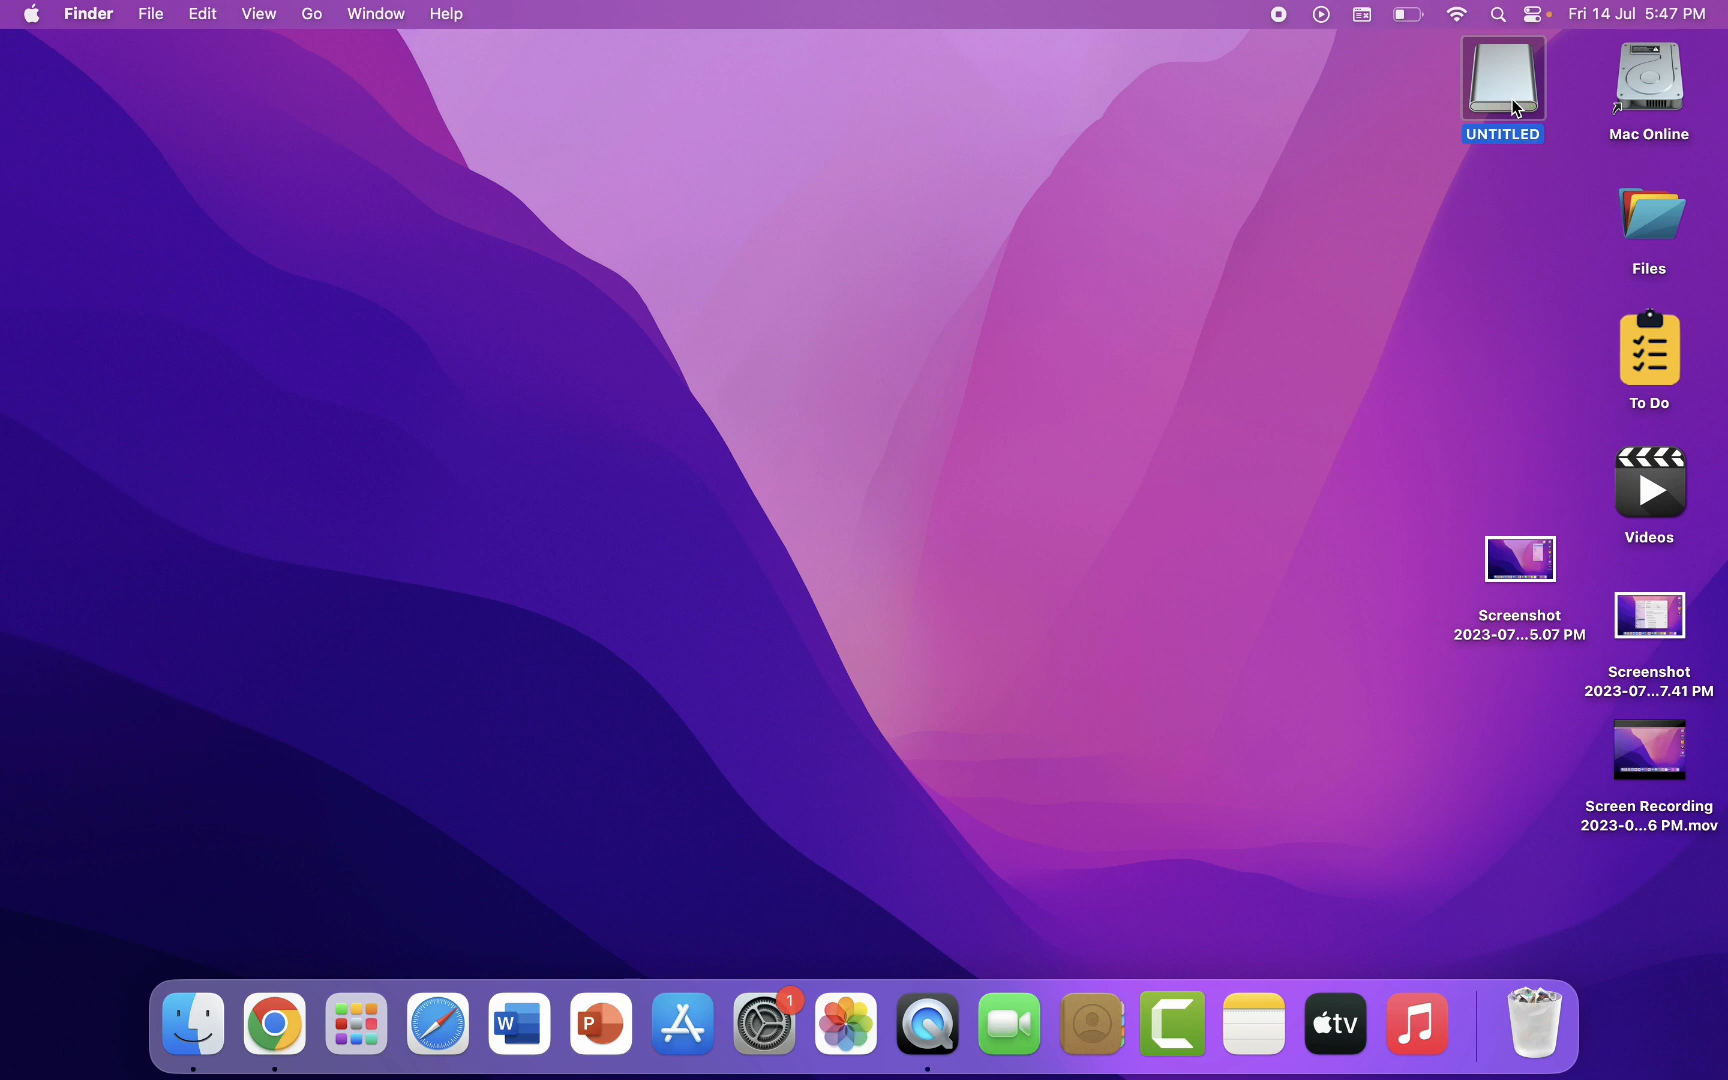 Finder File Edit View Go Window Help Fri 14 Jul 5:47 PM
UNTITLED
Mac Online
Files
To Do
Videos
Screenshot
2023-07...5.07 PM
Screenshot
2023-07...7.41 PM
Screen Recording
2023-0...6 PM.mov
1
W
P
tv